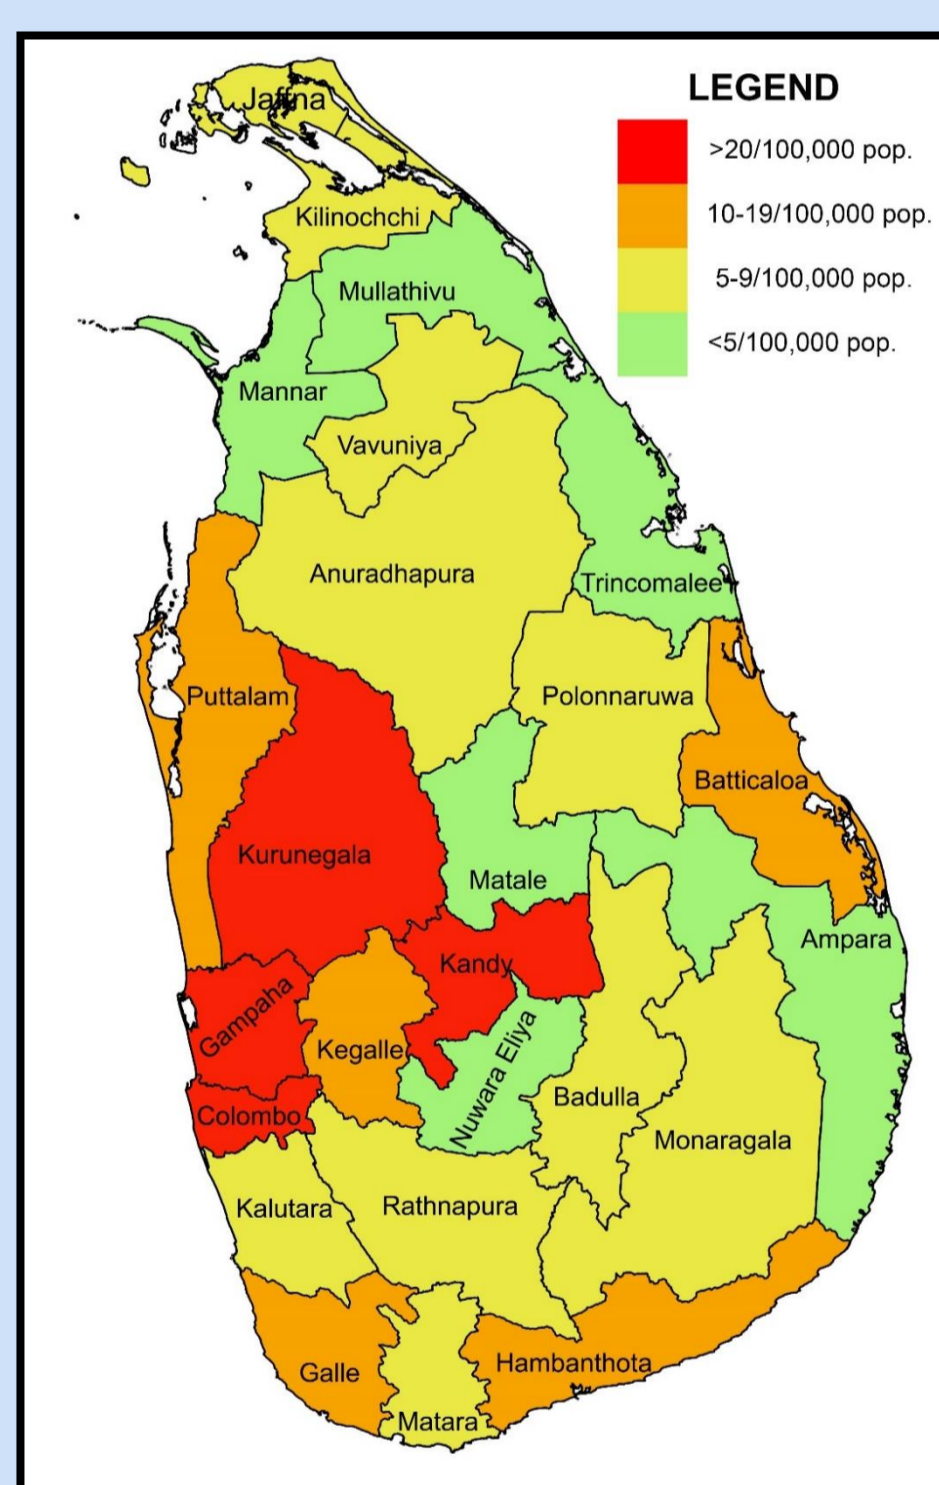 LEGEND
>20/100,000 pop.
10-19/100,000 pop.
5-9/100,000 pop.
<5/100,000 pop.
Jaffna
Kilinochchi
Mullathivu
Mannar
Vavuniya
Anuradhapura
Trincomalee
Puttalam
Polonnaruwa
Batticaloa
Kurunegala
Matale
Ampara
Kandy
Gampaha
Kegalle
Nuwara Eliya
Badulla
Colombo
Monaragala
Kalutara
Rathnapura
Hambanthota
Galle
Matara